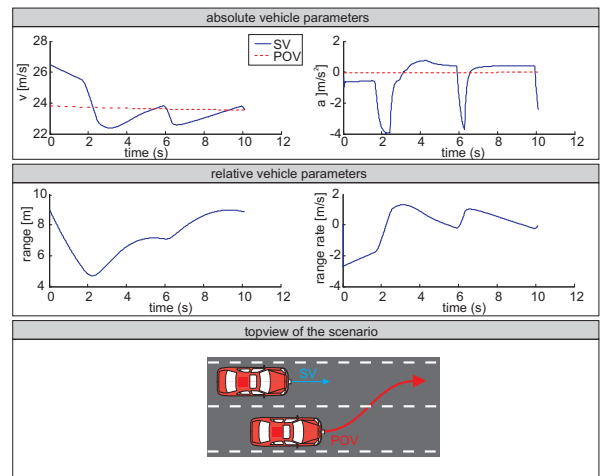 absolute vehicle parameters
28
26
24
22
v [m/s]
0
2
4
6
8
10
12
time (s)
SV
POV
2
0
-2
-4
a [m/s²]
0
2
4
6
8
10
12
time (s)
relative vehicle parameters
10
8
6
4
range [m]
0
2
4
6
8
10
12
time (s)
2
0
-2
-4
range rate [m/s]
0
2
4
6
8
10
12
time (s)
topview of the scenario
SV
POV